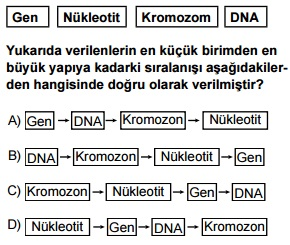 Gen Nükleotit Kromozom DNA
Yukarıda verilenlerin en küçük birimden en
büyük yapıya kadarki sıralanışı aşağıdakiler-
den hangisinde doğru olarak verilmiştir?
A) Gen → DNA → Kromozon → Nükleotit
B) DNA → Kromozon → Nükleotit → Gen
C) Kromozon → Nükleotit → Gen → DNA
D) Nükleotit → Gen → DNA → Kromozon